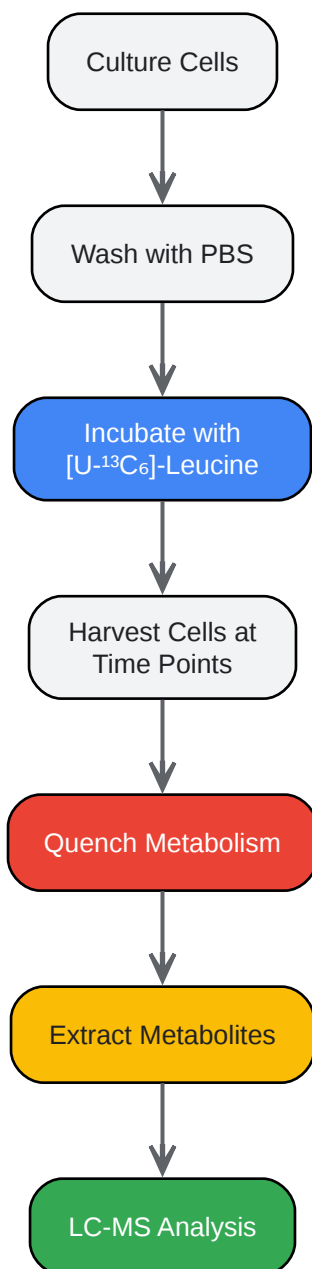 Culture Cells
Wash with PBS
Incubate with
[U-¹³C₆]-Leucine
Harvest Cells at
Time Points
Quench Metabolism
Extract Metabolites
LC-MS Analysis